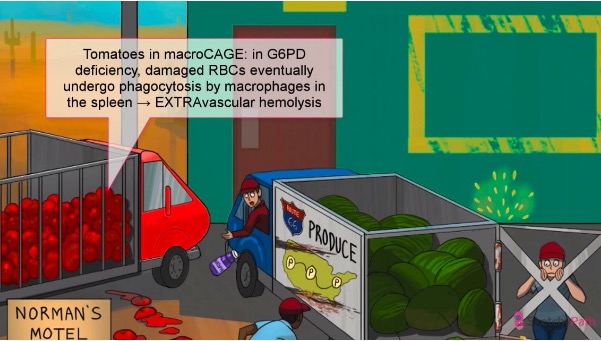 Tomatoes in macroCAGE: in G6PD
deficiency, damaged RBCs eventually
undergo phagocytosis by macrophages in
the spleen → EXTRAvascular hemolysis
PRODUCE
P P P
NORMAN'S
MOTEL